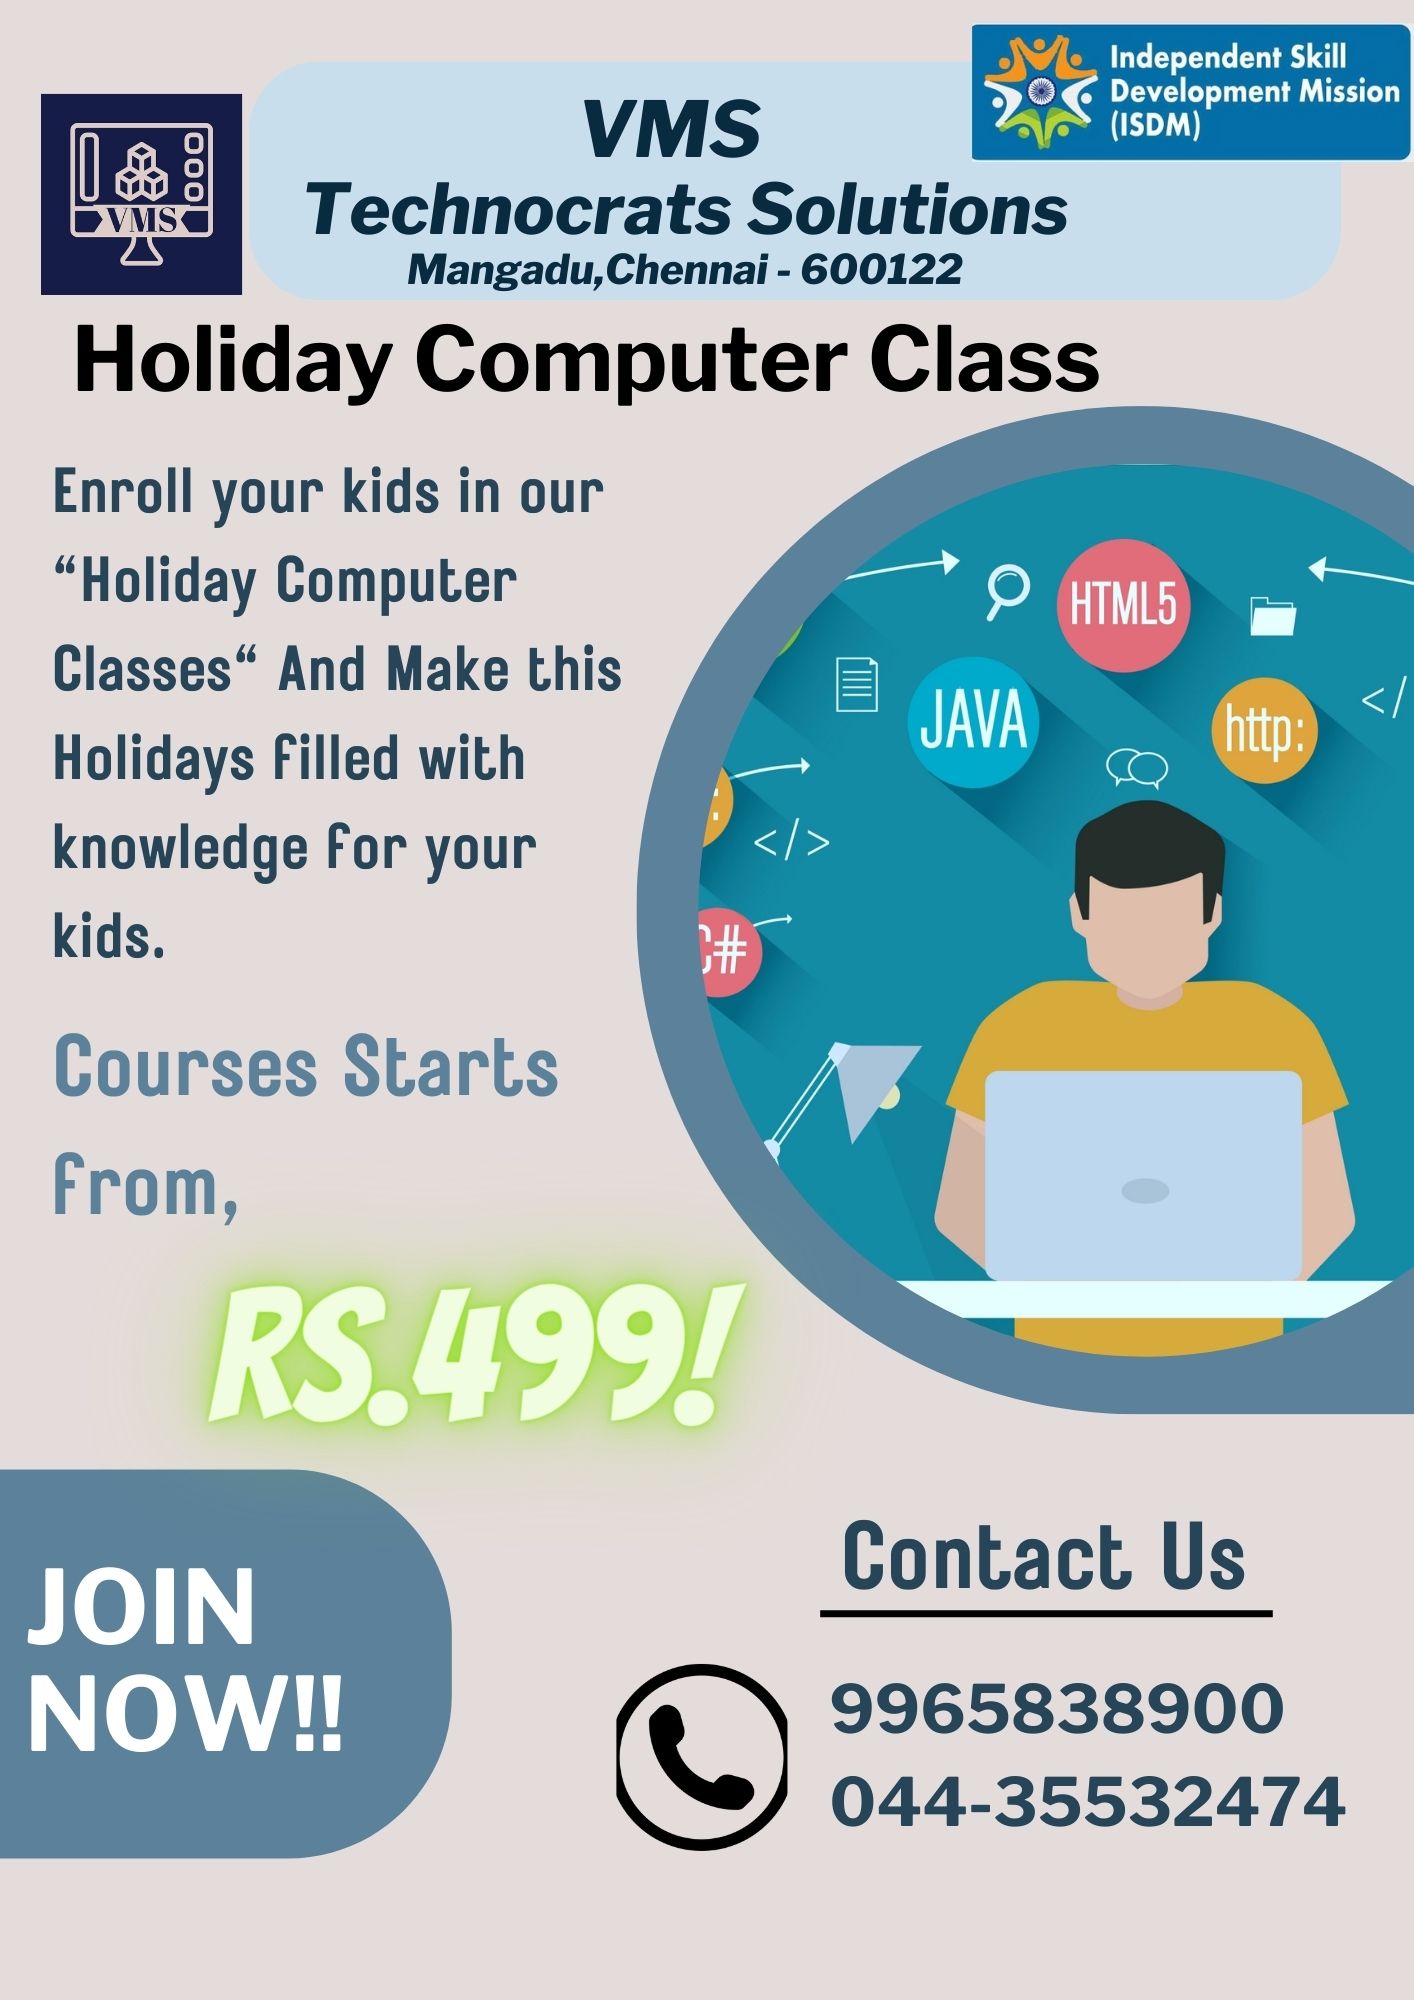 Independent Skill
Development Mission
(ISDM)
VMS
VMS
Technocrats Solutions
Mangadu,Chennai - 600122
Holiday Computer Class
Enroll your kids in our
“Holiday Computer
Classes“ And Make this
Holidays filled with
knowledge for your
kids.
HTML5
JAVA
http:
</
:
</>
C#
Courses Starts
from,
RS.499!
JOIN
NOW!!
Contact Us
9965838900
044-35532474